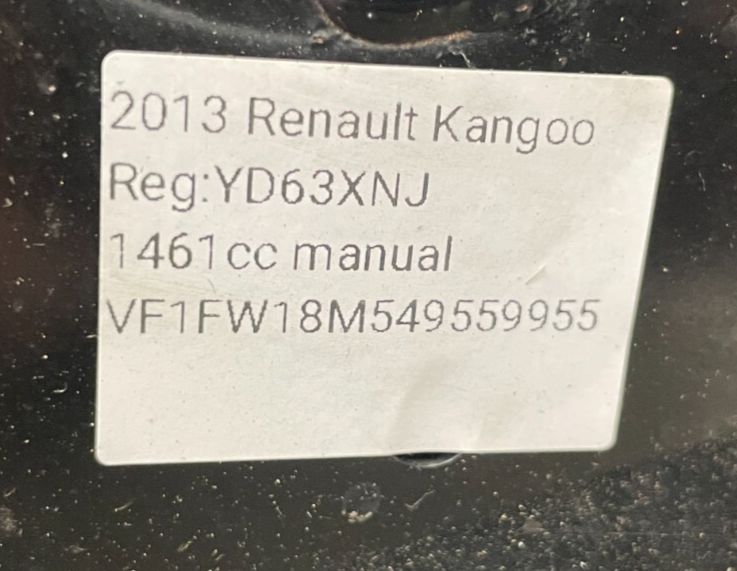 2013 Renault Kangoo
Reg:YD63XNJ
1461cc manual
VF1FW18M549559955